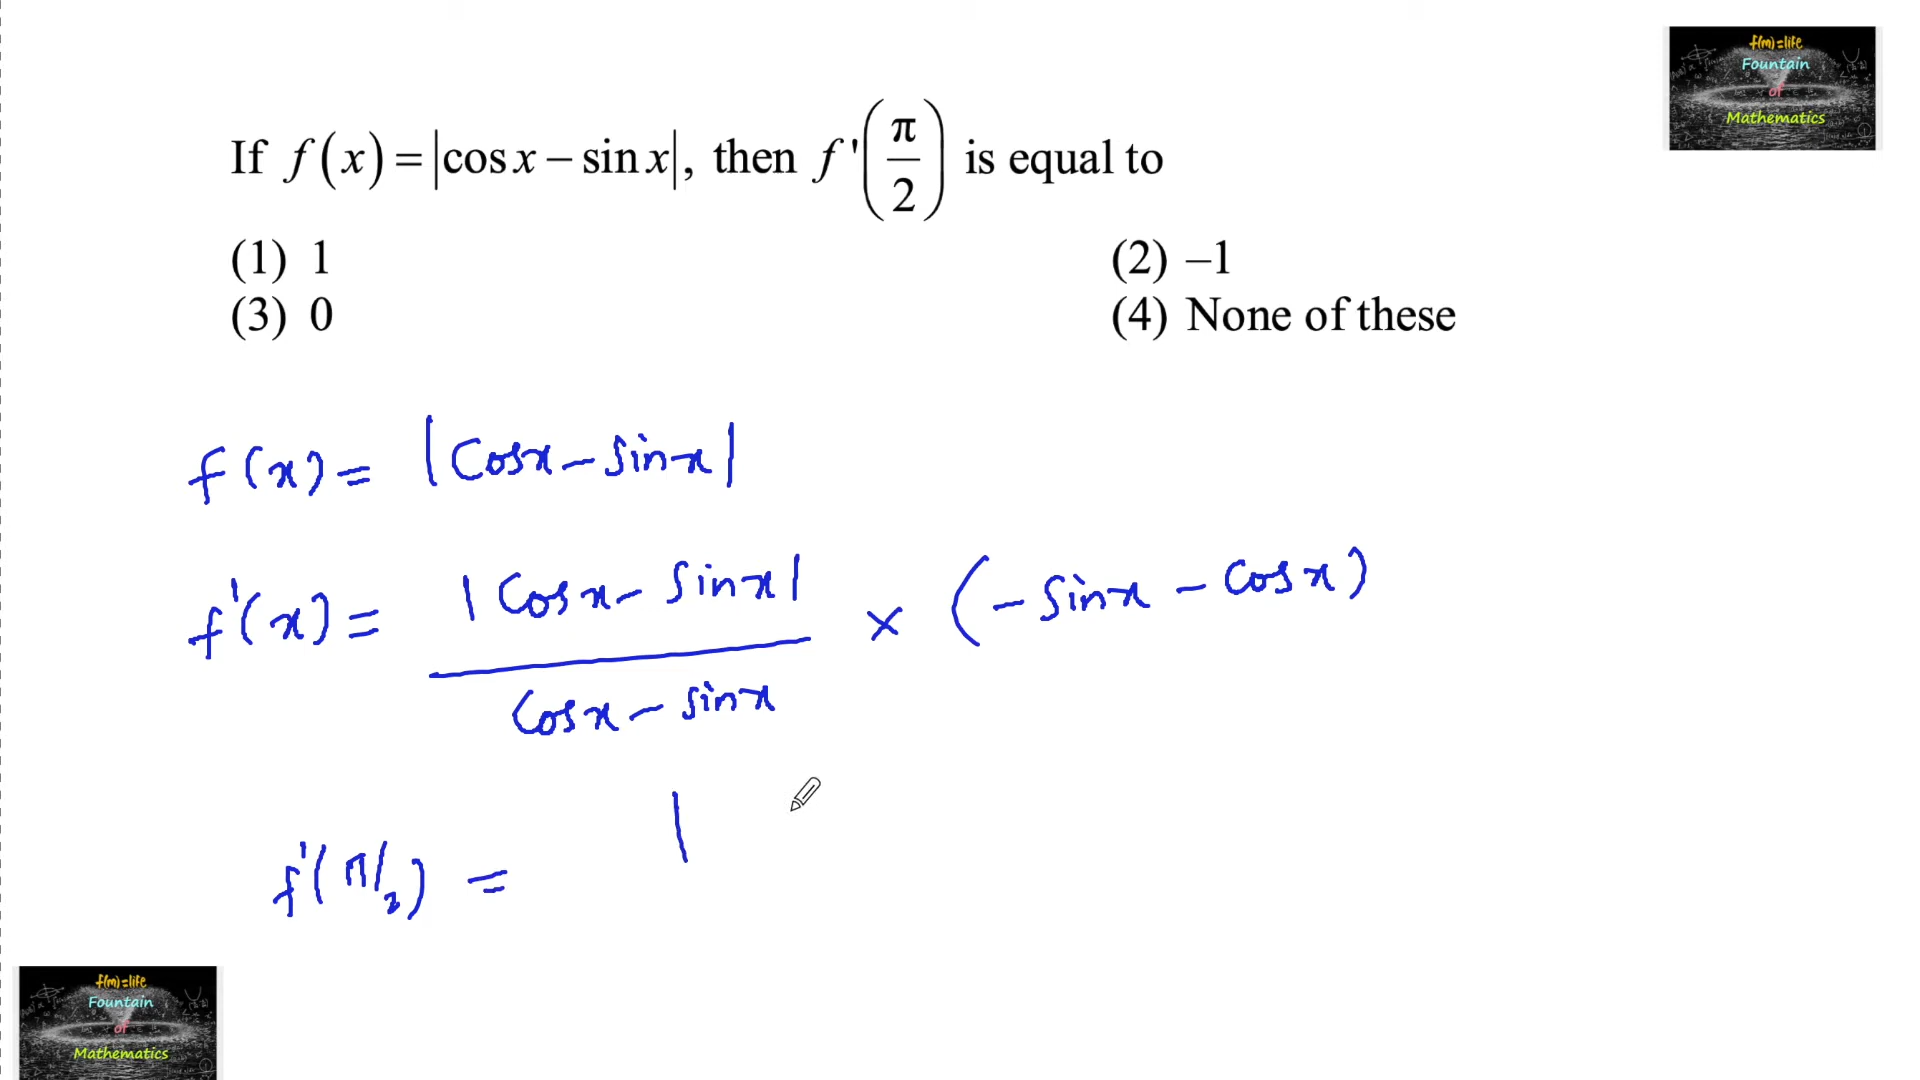 f(m)=life
Fountain
of
Mathematics
If f(x) = |cos x – sin x|, then f'(π/2) is equal to
(1) 1 (2) –1
(3) 0 (4) None of these
f(x) = |cosx – sinx|
f'(x) = |cosx – sinx| / (cosx – sinx) × (– sinx – cosx)
f'(π/2) = |
f(m)=life
Fountain
of
Mathematics